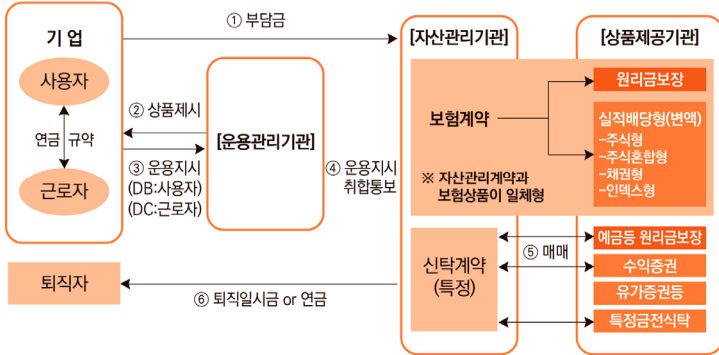 ① 부담금
기 업
사용자
연금 규약
근로자
② 상품제시
③ 운용지시
(DB:사용자)
(DC:근로자)
[운용관리기관]
④ 운용지시
취합통보
[자산관리기관]
[상품제공기관]
보험계약
원리금보장
실적배당형(변액)
–주식형
–주식혼합형
–채권형
–인덱스형
※ 자산관리계약과
보험상품이 일체형
신탁계약
(특정)
⑤ 매매
예금등 원리금보장
수익증권
유가증권등
특정금전식탁
퇴직자
⑥ 퇴직일시금 or 연금